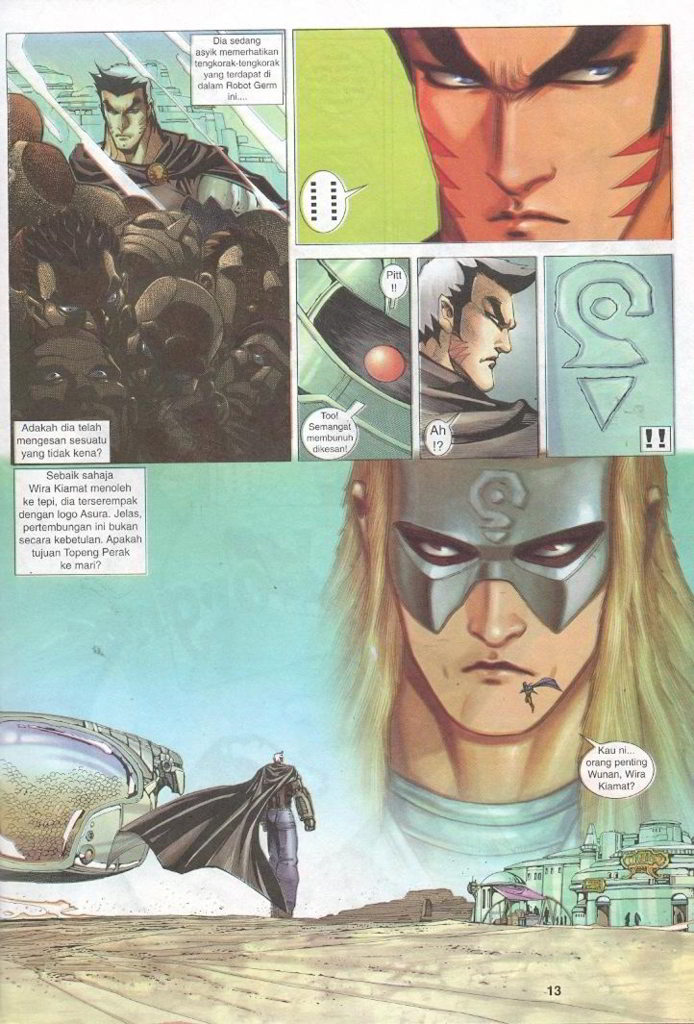 Dia sedang
asyik memerhatikan
tengkorak-tengkorak
yang terdapat di
dalam Robot Germ
ini....
Adakah dia telah
mengesan sesuatu
yang tidak kena?
Pitt
!!
Too!
Semangat
membunuh
dikesan!
Ah
!?
!!
Sebaik sahaja
Wira Kiamat menoleh
ke tepi, dia terserempak
dengan logo Asura. Jelas,
pertembungan ini bukan
secara kebetulan. Apakah
tujuan Topeng Perak
ke mari?
Kau ni...
orang penting
Wunan, Wira
Kiamat?
13